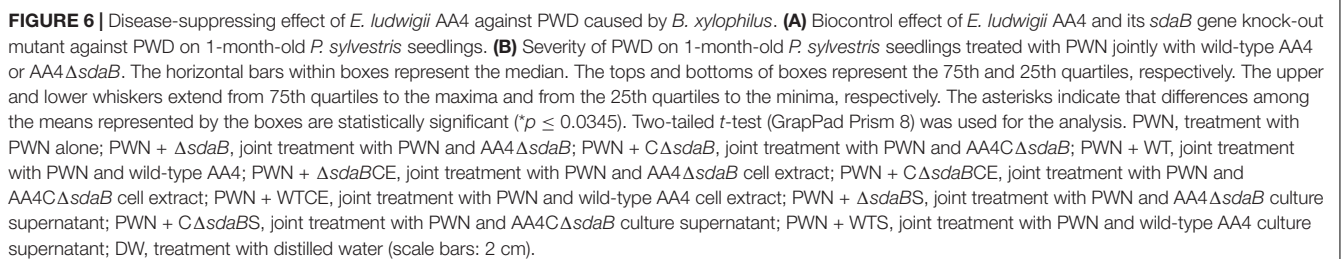 FIGURE 6 | Disease-suppressing effect of E. ludwigii AA4 against PWD caused by B. xylophilus. (A) Biocontrol effect of E. ludwigii AA4 and its sdaB gene knock-out
mutant against PWD on 1-month-old P. sylvestris seedlings. (B) Severity of PWD on 1-month-old P. sylvestris seedlings treated with PWN jointly with wild-type AA4
or AA4ΔsdaB. The horizontal bars within boxes represent the median. The tops and bottoms of boxes represent the 75th and 25th quartiles, respectively. The upper
and lower whiskers extend from 75th quartiles to the maxima and from the 25th quartiles to the minima, respectively. The asterisks indicate that differences among
the means represented by the boxes are statistically significant (*p ≤ 0.0345). Two-tailed t-test (GrapPad Prism 8) was used for the analysis. PWN, treatment with
PWN alone; PWN + ΔsdaB, joint treatment with PWN and AA4ΔsdaB; PWN + CΔsdaB, joint treatment with PWN and AA4CΔsdaB; PWN + WT, joint treatment
with PWN and wild-type AA4; PWN + ΔsdaBCE, joint treatment with PWN and AA4ΔsdaB cell extract; PWN + CΔsdaBCE, joint treatment with PWN and
AA4CΔsdaB cell extract; PWN + WTCE, joint treatment with PWN and wild-type AA4 cell extract; PWN + ΔsdaBS, joint treatment with PWN and AA4ΔsdaB culture
supernatant; PWN + CΔsdaBS, joint treatment with PWN and AA4CΔsdaB culture supernatant; PWN + WTS, joint treatment with PWN and wild-type AA4 culture
supernatant; DW, treatment with distilled water (scale bars: 2 cm).